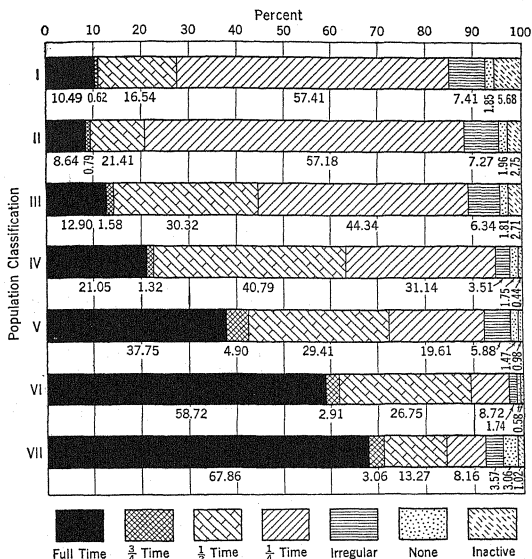 Percent
0 10 20 30 40 50 60 70 80 90 100
Population Classification
I
10.49 0.62 16.54 57.41 7.41 1.85 5.68
II
8.64 0.79 21.41 57.18 7.27 1.96 2.75
III
12.90 1.58 30.32 44.34 6.34 1.81 2.71
IV
21.05 1.32 40.79 31.14 3.51 1.75 0.44
V
37.75 4.90 29.41 19.61 5.88 1.47 0.98
VI
58.72 2.91 26.75 8.72 1.74 0.58
VII
67.86 3.06 13.27 8.16 3.57 3.06 1.02
Full Time ¾ Time ½ Time ¼ Time Irregular None Inactive